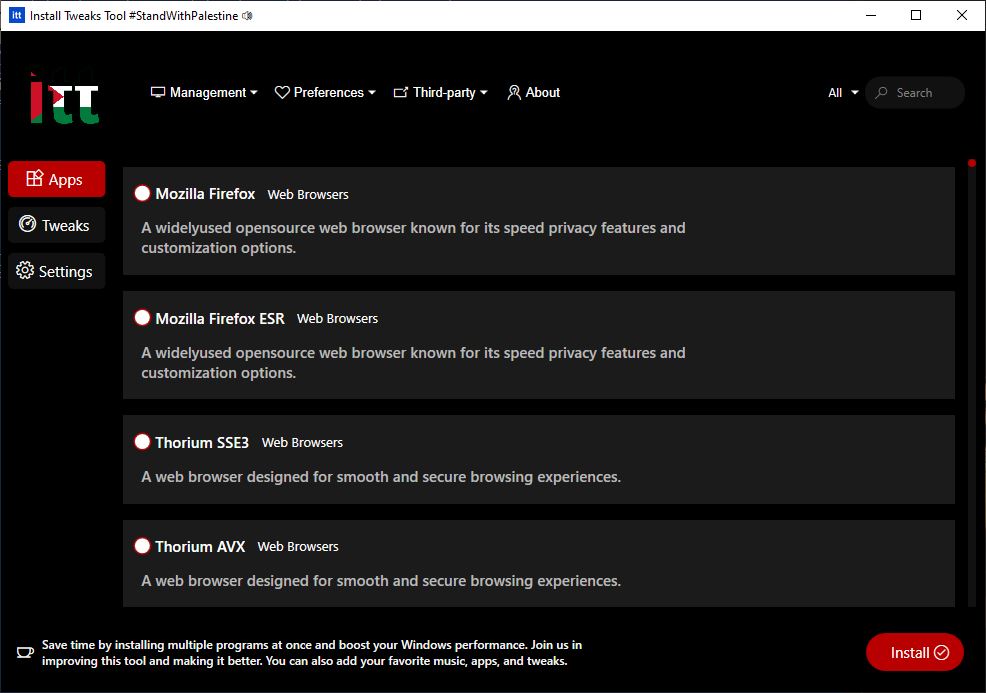 itt Install Tweaks Tool #StandWithPalestine
itt
Management Preferences Third-party About
All Search
Apps
Tweaks
Settings
Mozilla Firefox Web Browsers
A widelyused opensource web browser known for its speed privacy features and
customization options.
Mozilla Firefox ESR Web Browsers
A widelyused opensource web browser known for its speed privacy features and
customization options.
Thorium SSE3 Web Browsers
A web browser designed for smooth and secure browsing experiences.
Thorium AVX Web Browsers
A web browser designed for smooth and secure browsing experiences.
Save time by installing multiple programs at once and boost your Windows performance. Join us in
improving this tool and making it better. You can also add your favorite music, apps, and tweaks.
Install